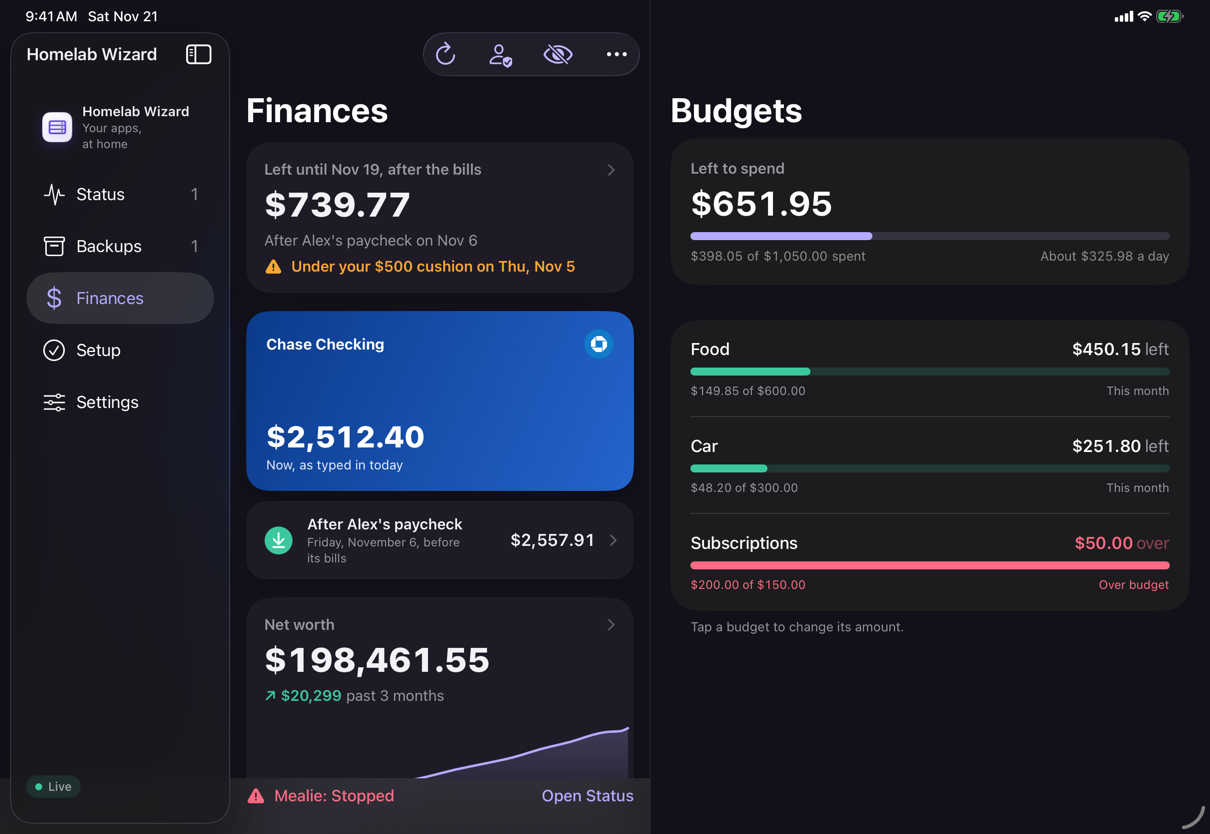 9:41 AM Sat Nov 21
Homelab Wizard
Homelab Wizard
Your apps,
at home
Status 1
Backups 1
Finances
Setup
Settings
Live
Finances
Left until Nov 19, after the bills
$739.77
After Alex's paycheck on Nov 6
Under your $500 cushion on Thu, Nov 5
Chase Checking
$2,512.40
Now, as typed in today
After Alex's paycheck
Friday, November 6, before
its bills
$2,557.91
Net worth
$198,461.55
$20,299 past 3 months
Mealie: Stopped Open Status
Budgets
Left to spend
$651.95
$398.05 of $1,050.00 spent About $325.98 a day
Food $450.15 left
$149.85 of $600.00 This month
Car $251.80 left
$48.20 of $300.00 This month
Subscriptions $50.00 over
$200.00 of $150.00 Over budget
Tap a budget to change its amount.